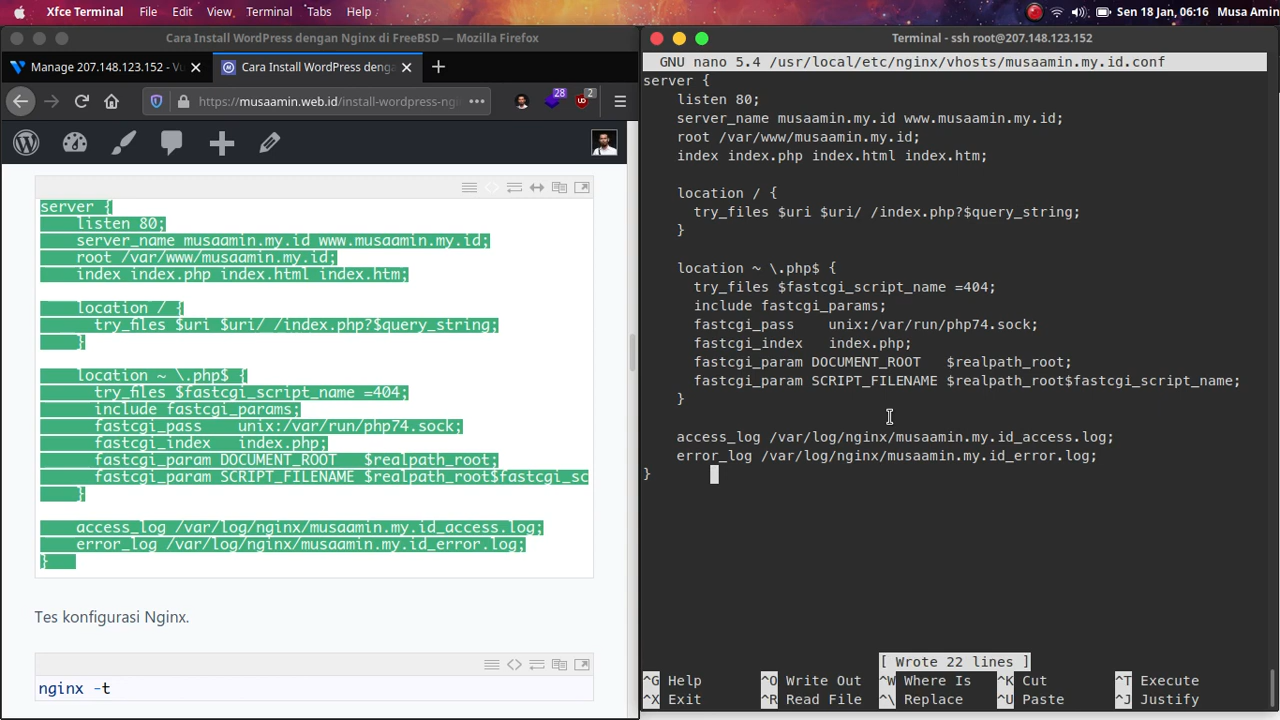 Xfce Terminal File Edit View Terminal Tabs Help
Sen 18 Jan, 06:16 Musa Amin
Cara Install WordPress dengan Nginx di FreeBSD — Mozilla Firefox
Manage 207.148.123.152 - Vu
Cara Install WordPress denga
https://musaamin.web.id/install-wordpress-ng
28
2
server {
listen 80;
server_name musaamin.my.id www.musaamin.my.id;
root /var/www/musaamin.my.id;
index index.php index.html index.htm;
location / {
try_files $uri $uri/ /index.php?$query_string;
}
location ~ \.php$ {
try_files $fastcgi_script_name =404;
include fastcgi_params;
fastcgi_pass unix:/var/run/php74.sock;
fastcgi_index index.php;
fastcgi_param DOCUMENT_ROOT $realpath_root;
fastcgi_param SCRIPT_FILENAME $realpath_root$fastcgi_sc
}
access_log /var/log/nginx/musaamin.my.id_access.log;
error_log /var/log/nginx/musaamin.my.id_error.log;
}
Tes konfigurasi Nginx.
nginx -t
Terminal - ssh root@207.148.123.152
GNU nano 5.4 /usr/local/etc/nginx/vhosts/musaamin.my.id.conf
server {
listen 80;
server_name musaamin.my.id www.musaamin.my.id;
root /var/www/musaamin.my.id;
index index.php index.html index.htm;
location / {
try_files $uri $uri/ /index.php?$query_string;
}
location ~ \.php$ {
try_files $fastcgi_script_name =404;
include fastcgi_params;
fastcgi_pass unix:/var/run/php74.sock;
fastcgi_index index.php;
fastcgi_param DOCUMENT_ROOT $realpath_root;
fastcgi_param SCRIPT_FILENAME $realpath_root$fastcgi_script_name;
}
access_log /var/log/nginx/musaamin.my.id_access.log;
error_log /var/log/nginx/musaamin.my.id_error.log;
}
[ Wrote 22 lines ]
^G Help ^O Write Out ^W Where Is ^K Cut ^T Execute
^X Exit ^R Read File ^\ Replace ^U Paste ^J Justify